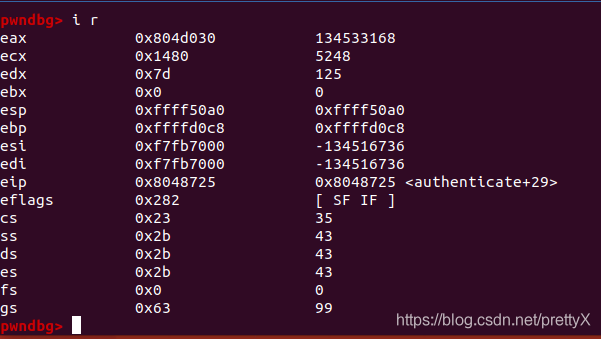 pwndbg> i r
eax 0x804d030 134533168
ecx 0x1480 5248
edx 0x7d 125
ebx 0x0 0
esp 0xffff50a0 0xffff50a0
ebp 0xffffd0c8 0xffffd0c8
esi 0xf7fb7000 -134516736
edi 0xf7fb7000 -134516736
eip 0x8048725 0x8048725 <authenticate+29>
eflags 0x282 [ SF IF ]
cs 0x23 35
ss 0x2b 43
ds 0x2b 43
es 0x2b 43
fs 0x0 0
gs 0x63 99
pwndbg>
https://blog.csdn.net/prettyX